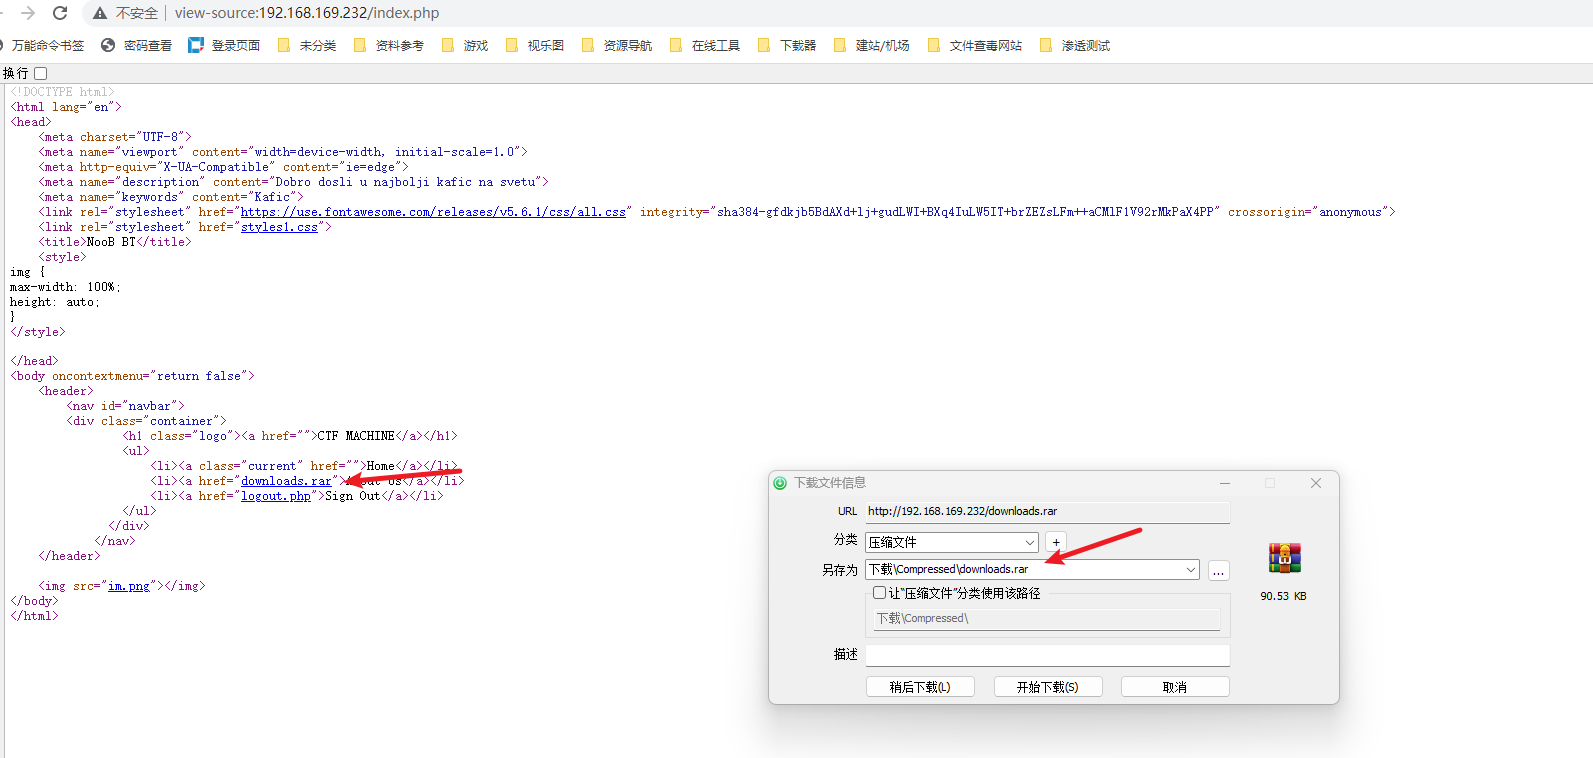 不安全 view-source:192.168.169.232/index.php
万能命令书签 密码查看 登录页面 未分类 资料参考 游戏 视乐图 资源导航 在线工具 下载器 建站/机场 文件查毒网站 渗透测试
换行
<!DOCTYPE html>
<html lang="en">
<head>
<meta charset="UTF-8">
<meta name="viewport" content="width=device-width, initial-scale=1.0">
<meta http-equiv="X-UA-Compatible" content="ie=edge">
<meta name="description" content="Dobro dosli u najbolji kafic na svetu">
<meta name="keywords" content="Kafic">
<link rel="stylesheet" href="https://use.fontawesome.com/releases/v5.6.1/css/all.css" integrity="sha384-gfdkjb5BdAXd+lj+gudLWI+BXq4IuLW5IT+brZEZsLFm++aCMlF1V92rMkPaX4PP" crossorigin="anonymous">
<link rel="stylesheet" href="styles1.css">
<title>NooB BT</title>
<style>
img {
max-width: 100%;
height: auto;
}
</style>
</head>
<body oncontextmenu="return false">
<header>
<nav id="navbar">
<div class="container">
<h1 class="logo"><a href="">CTF MACHINE</a></h1>
<ul>
<li><a class="current" href="">Home</a></li>
<li><a href="downloads.rar">About Us</a></li>
<li><a href="logout.php">Sign Out</a></li>
</ul>
</div>
</nav>
</header>
<img src="im.png"></img>
</body>
</html>
下载文件信息
URL http://192.168.169.232/downloads.rar
分类 压缩文件 +
另存为 下载\Compressed\downloads.rar ...
90.53 KB
让"压缩文件"分类使用该路径
下载\Compressed\
描述
稍后下载(L) 开始下载(S) 取消